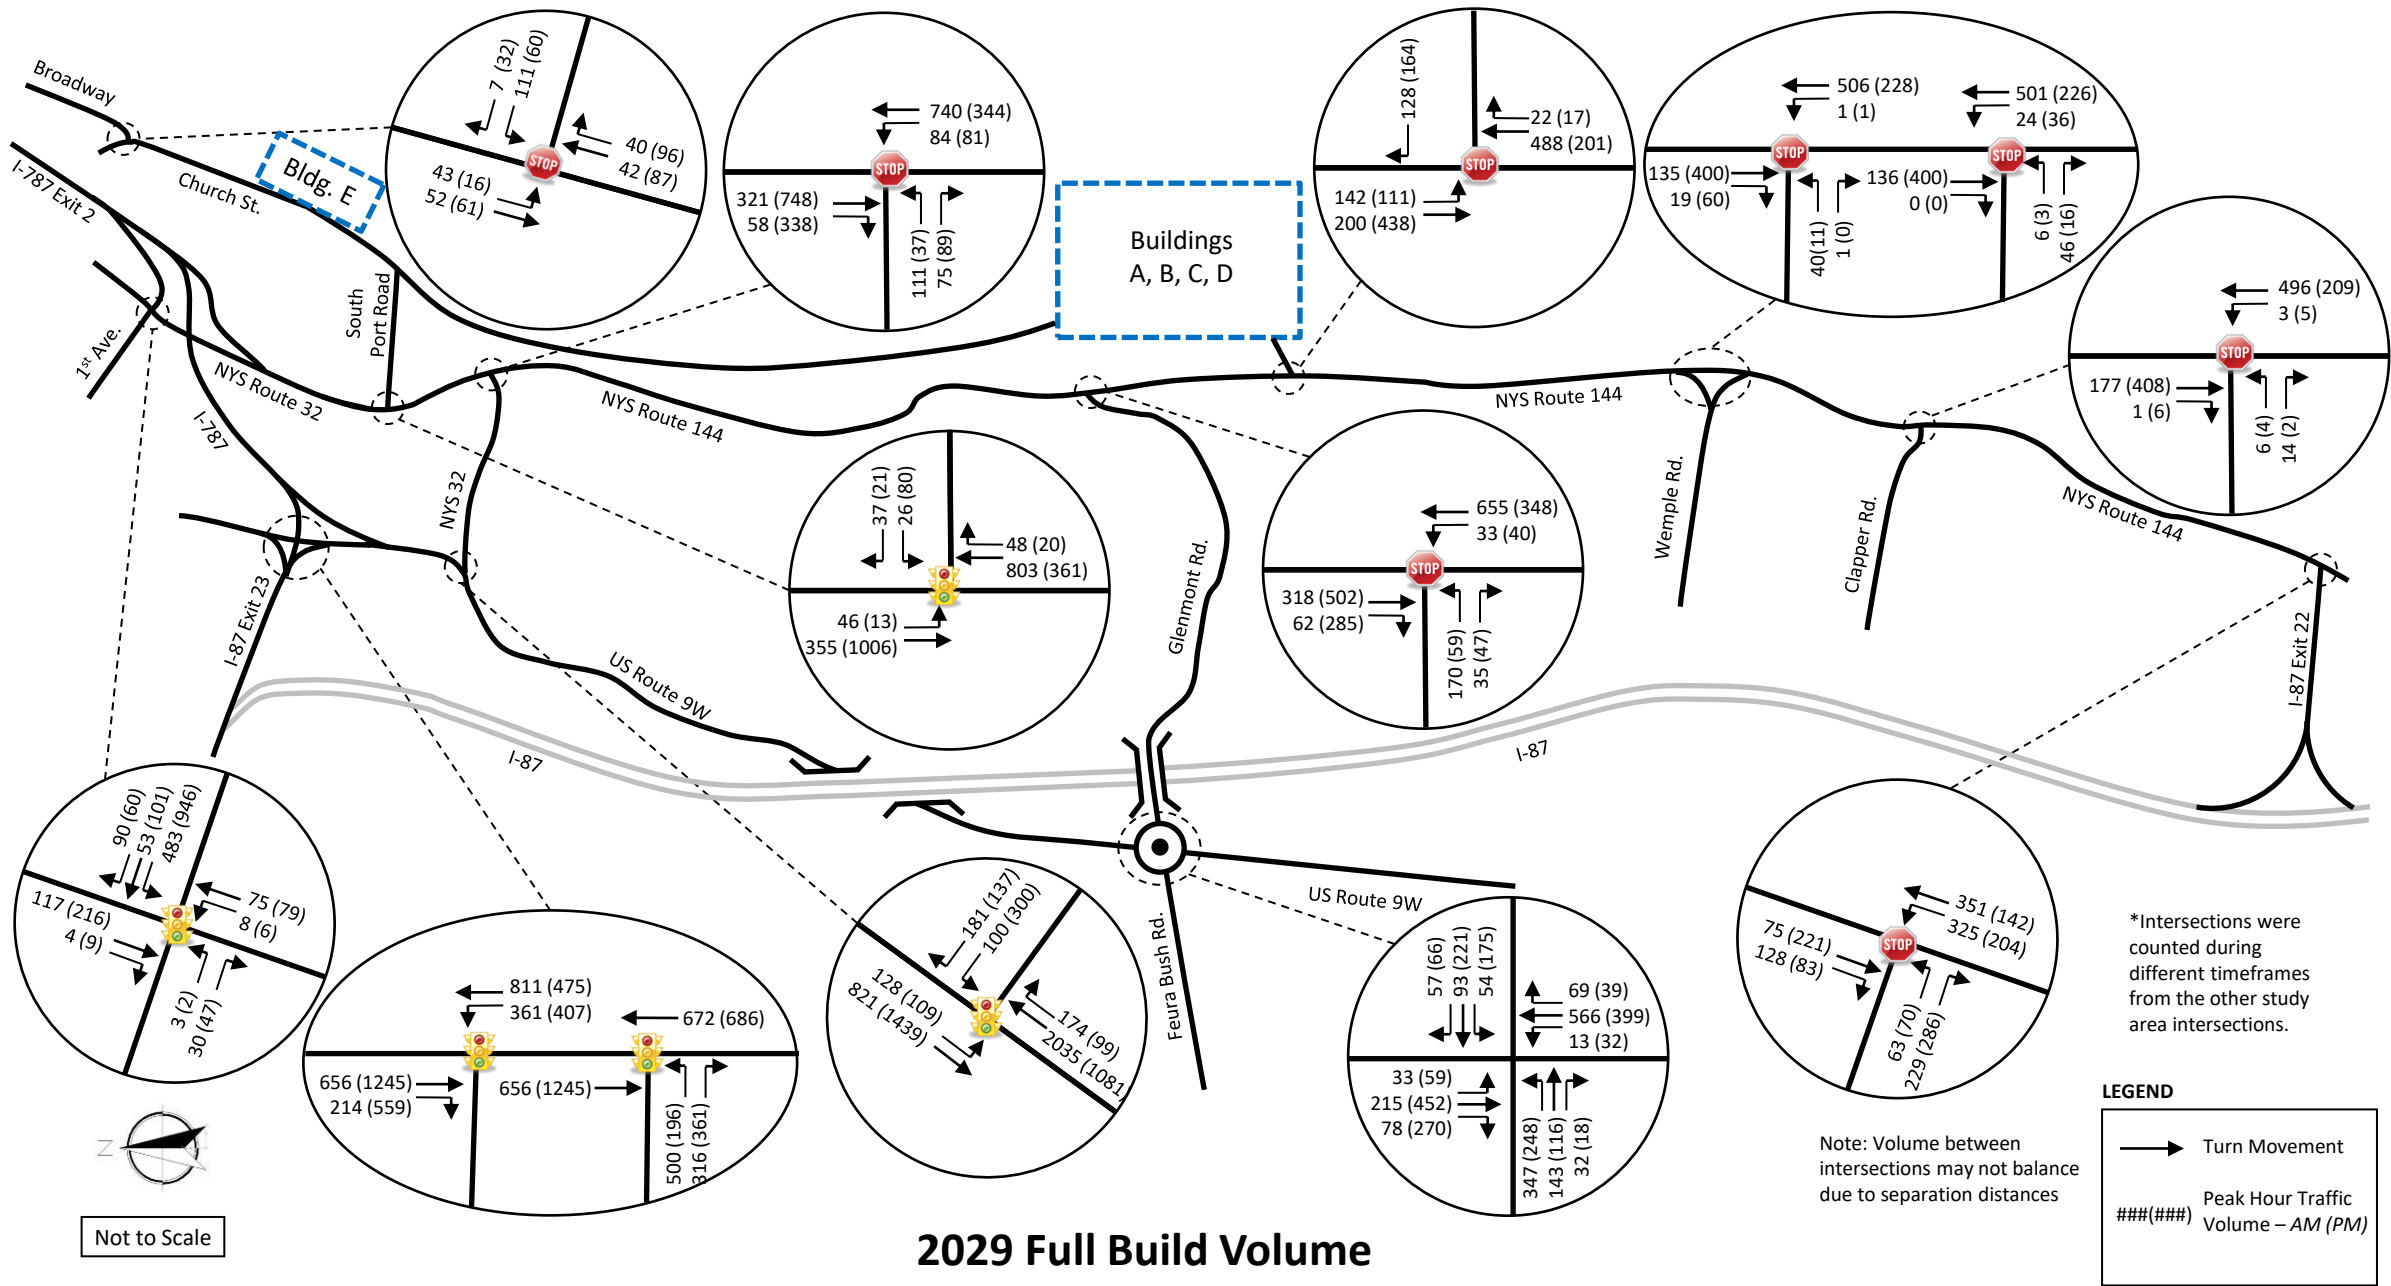 Broadway
I-787 Exit 2
Church St.
Bldg. E
1st Ave.
NYS Route 32
South
Port Road
I-787
NYS 32
NYS Route 144
Buildings
A, B, C, D
NYS Route 144
Glenmont Rd.
Wemple Rd.
Clapper Rd.
NYS Route 144
I-87 Exit 22
I-87 Exit 23
US Route 9W
I-87
I-87
US Route 9W
Feura Bush Rd.
7 (32)
111 (60)
40 (96)
42 (87)
43 (16)
52 (61)
STOP
740 (344)
84 (81)
STOP
321 (748)
58 (338)
111 (37)
75 (89)
128 (164)
22 (17)
488 (201)
STOP
142 (111)
200 (438)
506 (228)
1 (1)
501 (226)
24 (36)
STOP
STOP
135 (400)
19 (60)
136 (400)
0 (0)
40(11)
1 (0)
6 (3)
46 (16)
496 (209)
3 (5)
STOP
177 (408)
1 (6)
6 (4)
14 (2)
37 (21)
26 (80)
48 (20)
803 (361)
46 (13)
355 (1006)
655 (348)
33 (40)
STOP
318 (502)
62 (285)
170 (59)
35 (47)
90 (60)
53 (101)
483 (946)
75 (79)
8 (6)
117 (216)
4 (9)
3 (2)
30 (47)
811 (475)
361 (407)
672 (686)
656 (1245)
214 (559)
656 (1245)
500 (196)
316 (361)
181 (137)
100 (300)
128 (109)
821 (1439)
174 (99)
2035 (1081)
57 (66)
93 (221)
54 (175)
69 (39)
566 (399)
13 (32)
33 (59)
215 (452)
78 (270)
347 (248)
143 (116)
32 (18)
351 (142)
325 (204)
STOP
75 (221)
128 (83)
63 (70)
229 (286)
*Intersections were
counted during
different timeframes
from the other study
area intersections.
Note: Volume between
intersections may not balance
due to separation distances
LEGEND
Turn Movement
###(###)
Peak Hour Traffic
Volume – AM (PM)
Z
Not to Scale
2029 Full Build Volume